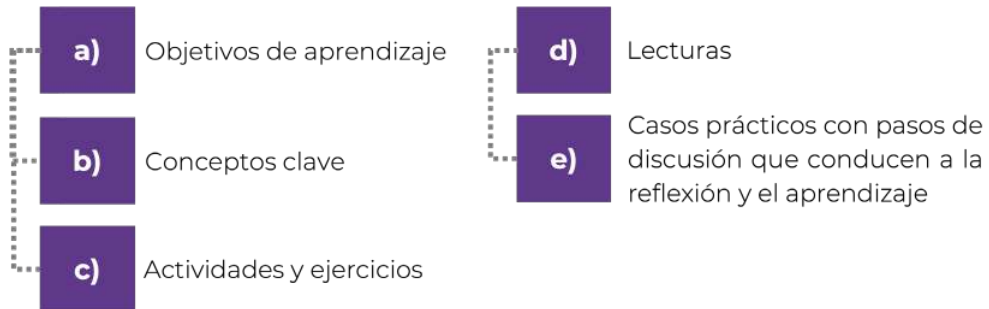 a) Objetivos de aprendizaje
b) Conceptos clave
c) Actividades y ejercicios
d) Lecturas
e) Casos prácticos con pasos de
discusión que conducen a la
reflexión y el aprendizaje